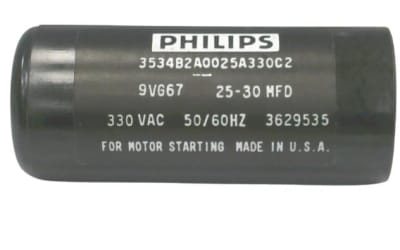 PHILIPS
3534B2A0025A330C2
9VG67 25-30 MFD
330 VAC 50/60HZ 3629535
FOR MOTOR STARTING MADE IN U.S.A.